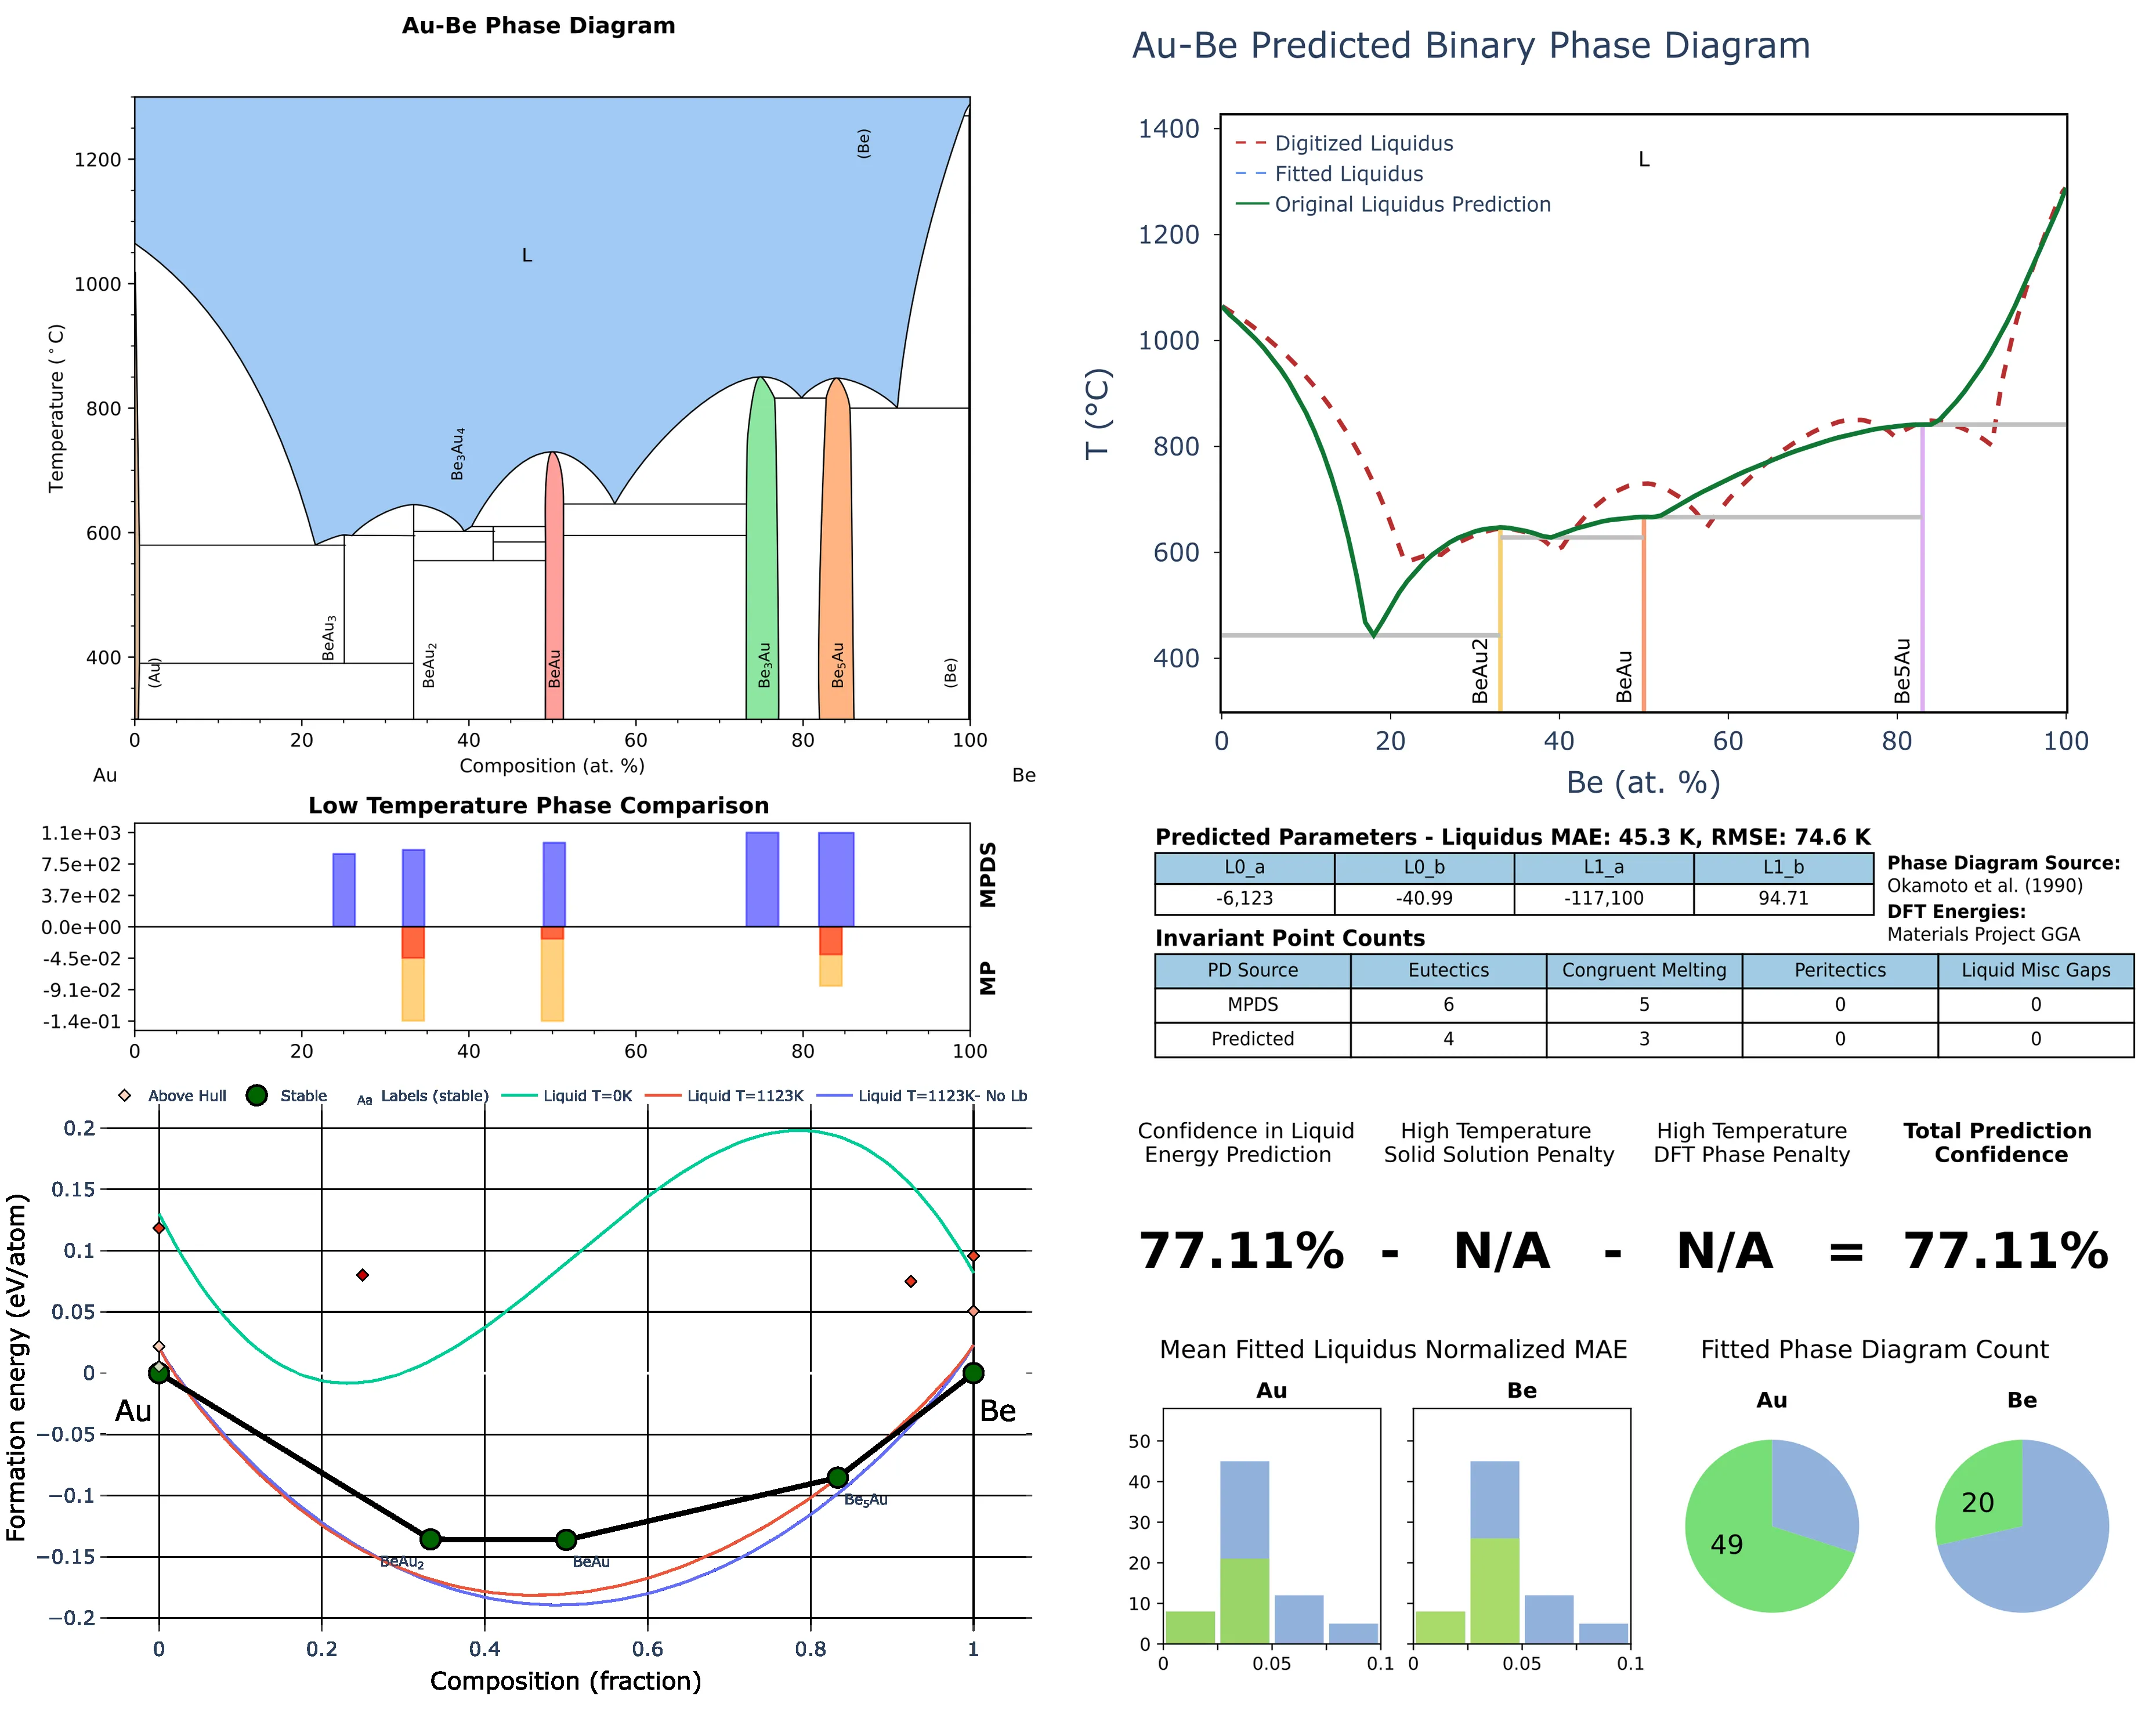 Au-Be Phase Diagram
1200
1000
800
600
400
Temperature (°C)
L
(Be)
Be₃Au₄
(Au)
BeAu₃
BeAu₂
BeAu
Be₃Au
Be₅Au
(Be)
0 20 40 60 80 100
Composition (at. %)
Au Be
Low Temperature Phase Comparison
1.1e+03
7.5e+02
3.7e+02
0.0e+00
-4.5e-02
-9.1e-02
-1.4e-01
MPDS
MP
0 20 40 60 80 100
Above Hull Stable Aa Labels (stable) Liquid T=0K Liquid T=1123K Liquid T=1123K- No Lb
0.2
0.15
0.1
0.05
0
−0.05
−0.1
−0.15
−0.2
Formation energy (eV/atom)
Au
Be
BeAu₂
BeAu
Be₅Au
0 0.2 0.4 0.6 0.8 1
Composition (fraction)
Au-Be Predicted Binary Phase Diagram
1400
1200
1000
800
600
400
T (°C)
Digitized Liquidus
Fitted Liquidus
Original Liquidus Prediction
L
BeAu2
BeAu
Be5Au
0 20 40 60 80 100
Be (at. %)
Predicted Parameters - Liquidus MAE: 45.3 K, RMSE: 74.6 K
L0_a L0_b L1_a L1_b
-6,123 -40.99 -117,100 94.71
Phase Diagram Source:
Okamoto et al. (1990)
DFT Energies:
Materials Project GGA
Invariant Point Counts
PD Source Eutectics Congruent Melting Peritectics Liquid Misc Gaps
MPDS 6 5 0 0
Predicted 4 3 0 0
Confidence in Liquid
Energy Prediction
High Temperature
Solid Solution Penalty
High Temperature
DFT Phase Penalty
Total Prediction
Confidence
77.11% - N/A - N/A = 77.11%
Mean Fitted Liquidus Normalized MAE
Au Be
50
40
30
20
10
0
0 0.05 0.1
0 0.05 0.1
Fitted Phase Diagram Count
Au Be
49
20